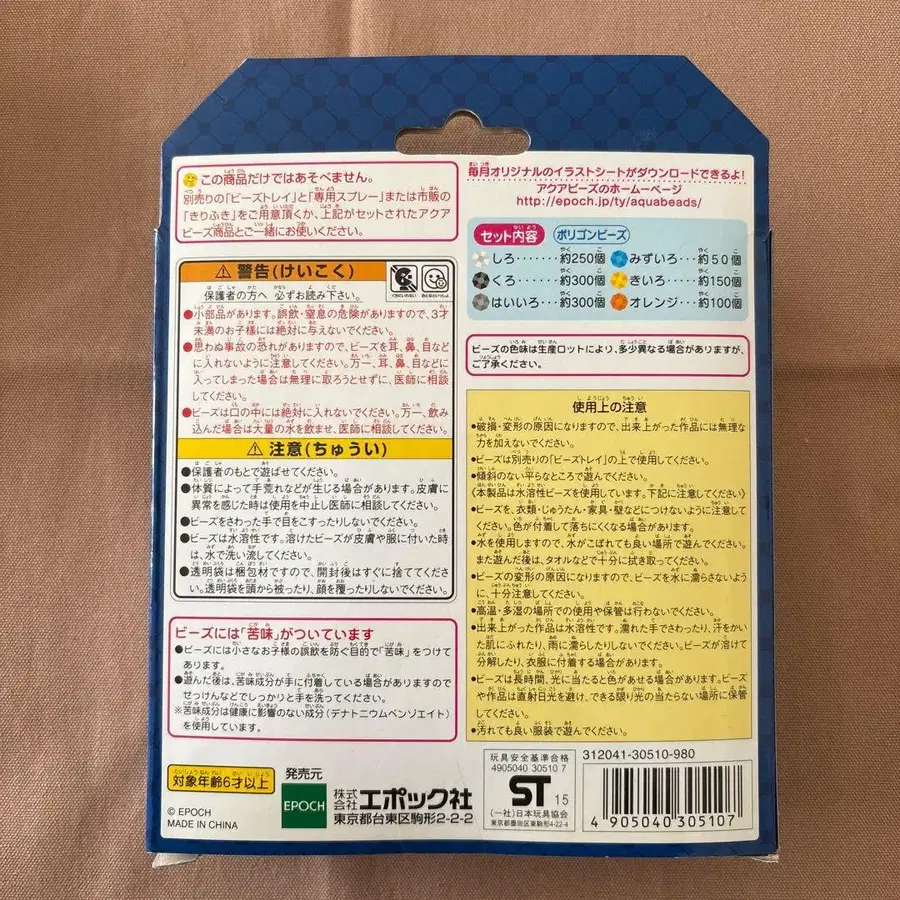 この商品だけではあそべません。
別売りの「ビーズトレイ」と「専用スプレー」または市販の
「きりふき」をご用意頂くか、上記がセットされたアクア
ビーズ商品とご一緒にお使いください。
⚠警告(けいこく)
保護者の方へ 必ずお読み下さい。
●小部品があります。誤飲・窒息の危険がありますので、3才
未満のお子様には絶対に与えないでください。
●思わぬ事故の恐れがありますので、ビーズを耳、鼻、目など
に入れないように注意してください。万一、耳、鼻、目などに
入ってしまった場合は無理に取ろうとせずに、医師に相談
してください。
●ビーズは口の中には絶対に入れないでください。万一、飲み
込んだ場合は大量の水を飲ませ、医師に相談してください。
⚠注意(ちゅうい)
●保護者のもとで遊ばせてください。
●体質によって手荒れなどが生じる場合があります。皮膚に
異常を感じた時は使用を中止し医師に相談してください。
●ビーズをさわった手で目をこすったりしないでください。
●ビーズは水溶性です。溶けたビーズが皮膚や服に付いた時
は、水で洗い流してください。
●透明袋は梱包材ですので、開封後はすぐに捨ててくださ
い。透明袋を頭から被ったり、顔を覆ったりしないでください。
ビーズには「苦味」がついています
●ビーズには小さなお子様の誤飲を防ぐ目的で「苦味」をつけて
あります。
●遊んだ後は、苦味成分が手に付着している場合がありますので
せっけんなどでしっかりと手を洗ってください。
※苦味成分は健康に影響のない成分(デナトニウムベンゾエイト)
を使用しています。
対象年齢6才以上
© EPOCH
MADE IN CHINA
発売元
EPOCH
株式会社エポック社
東京都台東区駒形2-2-2
毎月オリジナルのイラストシートがダウンロードできるよ!
アクアビーズのホームページ
http://epoch.jp/ty/aquabeads/
セット内容 ポリゴンビーズ
しろ・・・・・・・約250個 みずいろ・・約50個
くろ・・・・・・・約300個 きいろ・・・約150個
はいいろ・・・約300個 オレンジ・・・約100個
ビーズの色味は生産ロットにより、多少異なる場合がありますが、
ご了承ください。
使用上の注意
●破損・変形の原因になりますので、出来上がった作品には無理な
力を加えないでください。
●ビーズは別売りの「ビーズトレイ」の上で使用してください。
●傾斜のない平らなところで遊んでください。
《本製品は水溶性ビーズを使用しています。下記に注意してください》
●ビーズを、衣類・じゅうたん・家具・壁などにつけないように注意して
ください。色が付着して落ちにくくなる場合があります。
●水を使用しますので、水がこぼれても良い場所で遊んでください。
また遊んだ後は、タオルなどで十分に拭き取ってください。
●ビーズの変形の原因になりますので、ビーズを水に濡らさないよう
に、十分注意してください。
●高温・多湿の場所での使用や保管は行わないでください。
●出来上がった作品は水溶性です。濡れた手でさわったり、汗をかい
た肌にふれたり、雨に濡らしたりしないでください。ビーズが溶けて
分解したり、衣服に付着する場合があります。
●ビーズは長時間、光に当たると色があせる場合があります。ビーズ
や作品は直射日光を避け、できる限り光の当たらない場所に保管
してください。
●汚れても良い服装で遊んでください。
玩具安全基準合格
4905040 30510 7
ST 15
(一社)日本玩具協会
東京都墨田区東駒形4-22-4
312041-30510-980
4 905040 305107